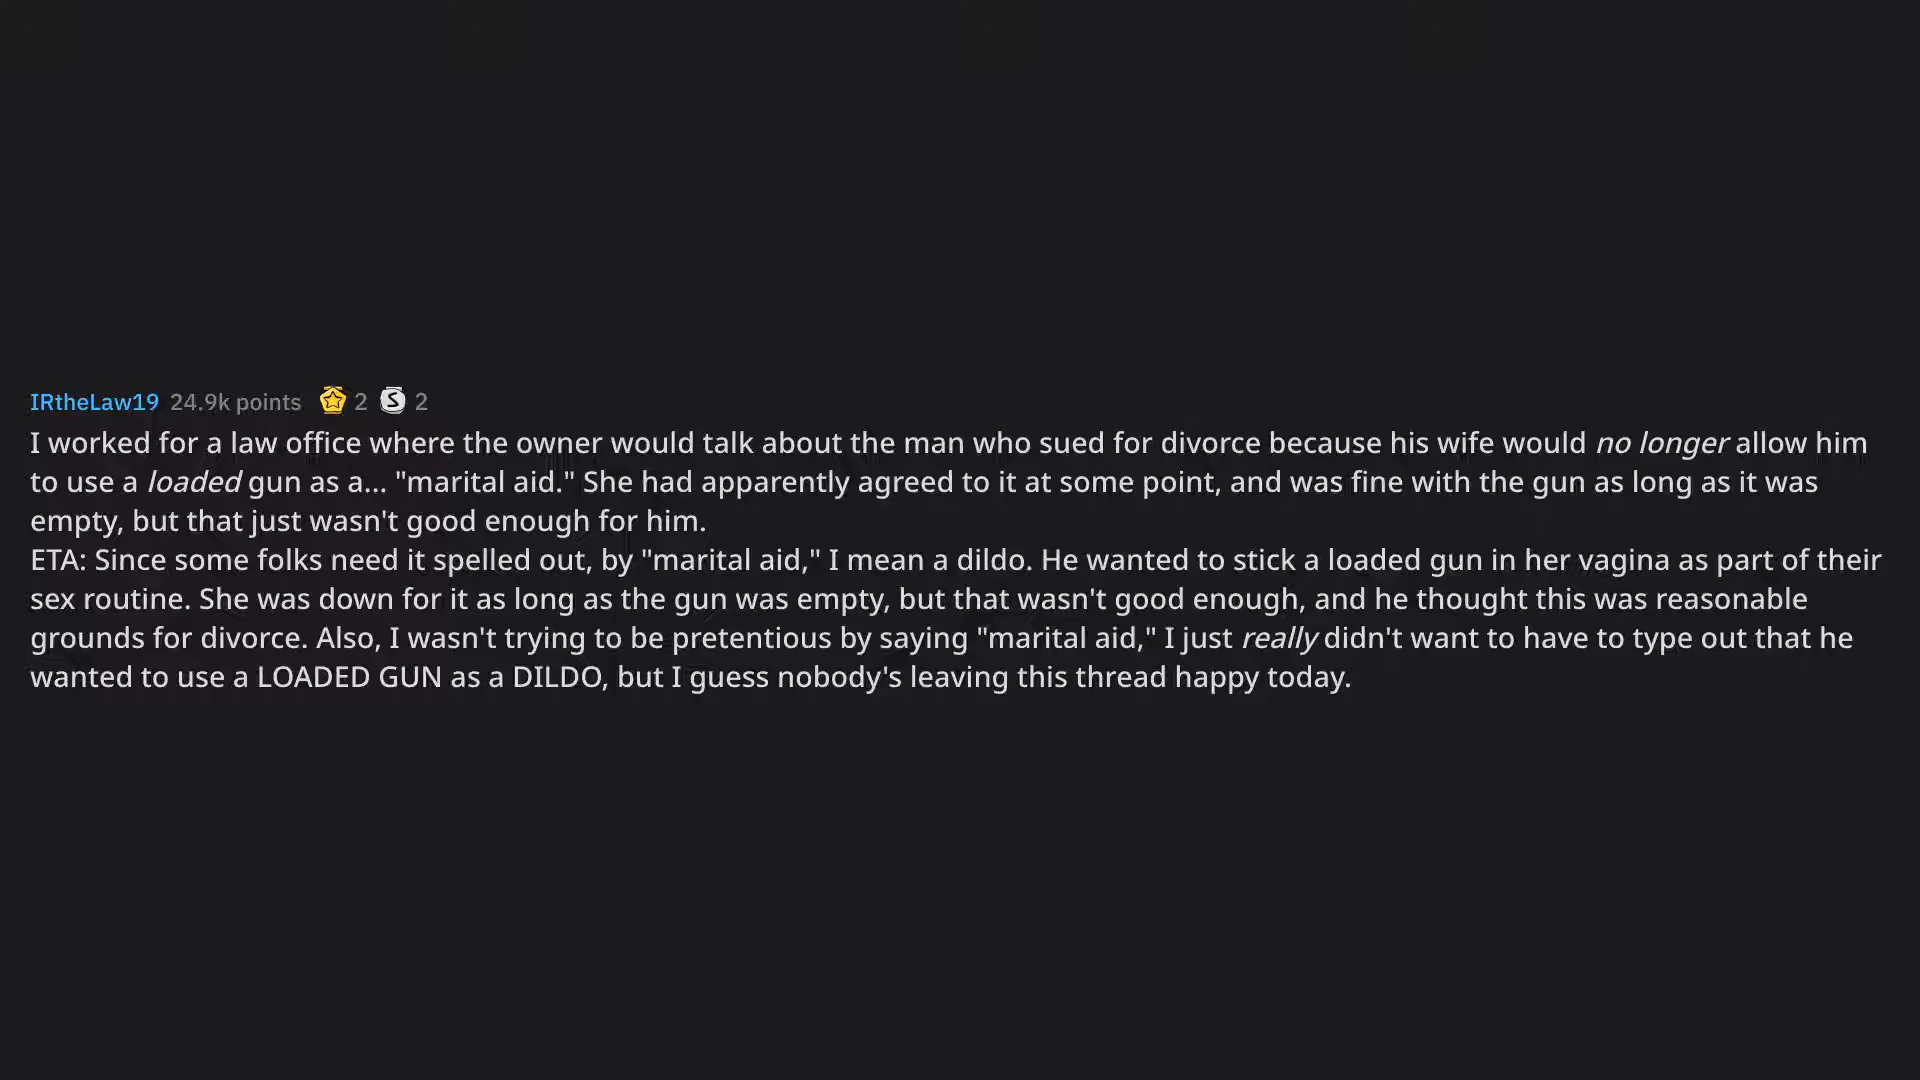 IRtheLaw19 24.9k points 2 S 2
I worked for a law office where the owner would talk about the man who sued for divorce because his wife would no longer allow him
to use a loaded gun as a... "marital aid." She had apparently agreed to it at some point, and was fine with the gun as long as it was
empty, but that just wasn't good enough for him.
ETA: Since some folks need it spelled out, by "marital aid," I mean a dildo. He wanted to stick a loaded gun in her vagina as part of their
sex routine. She was down for it as long as the gun was empty, but that wasn't good enough, and he thought this was reasonable
grounds for divorce. Also, I wasn't trying to be pretentious by saying "marital aid," I just really didn't want to have to type out that he
wanted to use a LOADED GUN as a DILDO, but I guess nobody's leaving this thread happy today.